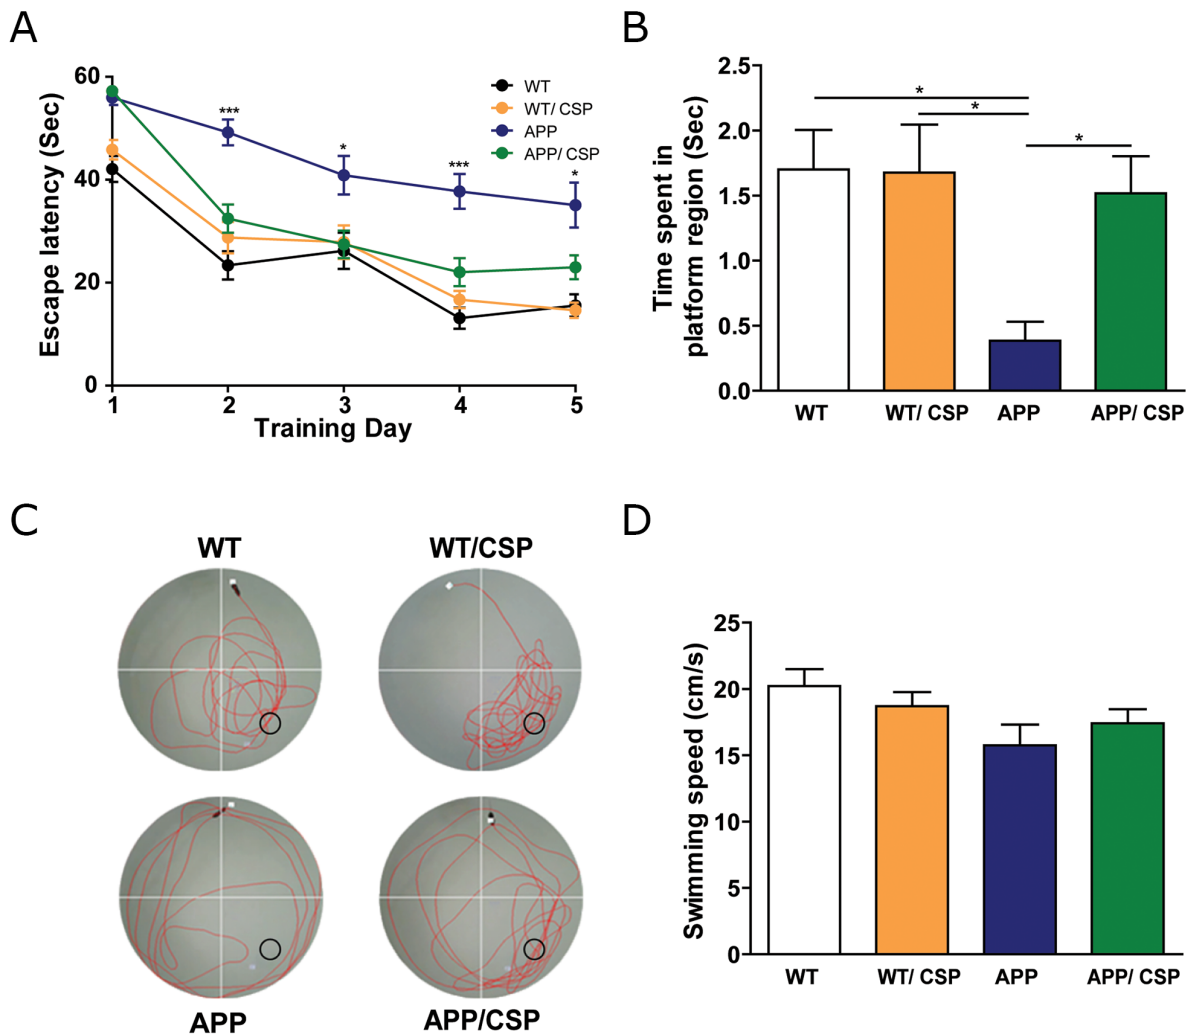 A
60
40
20
0
1
2
3
4
5
Escape latency (Sec)
Training Day
***
*
***
*
WT
WT/ CSP
APP
APP/ CSP
B
2.5
2.0
1.5
1.0
0.5
0.0
Time spent in
platform region (Sec)
*
*
*
WT
WT/ CSP
APP
APP/ CSP
C
WT
WT/CSP
APP
APP/CSP
D
25
20
15
10
5
0
Swimming speed (cm/s)
WT
WT/ CSP
APP
APP/ CSP